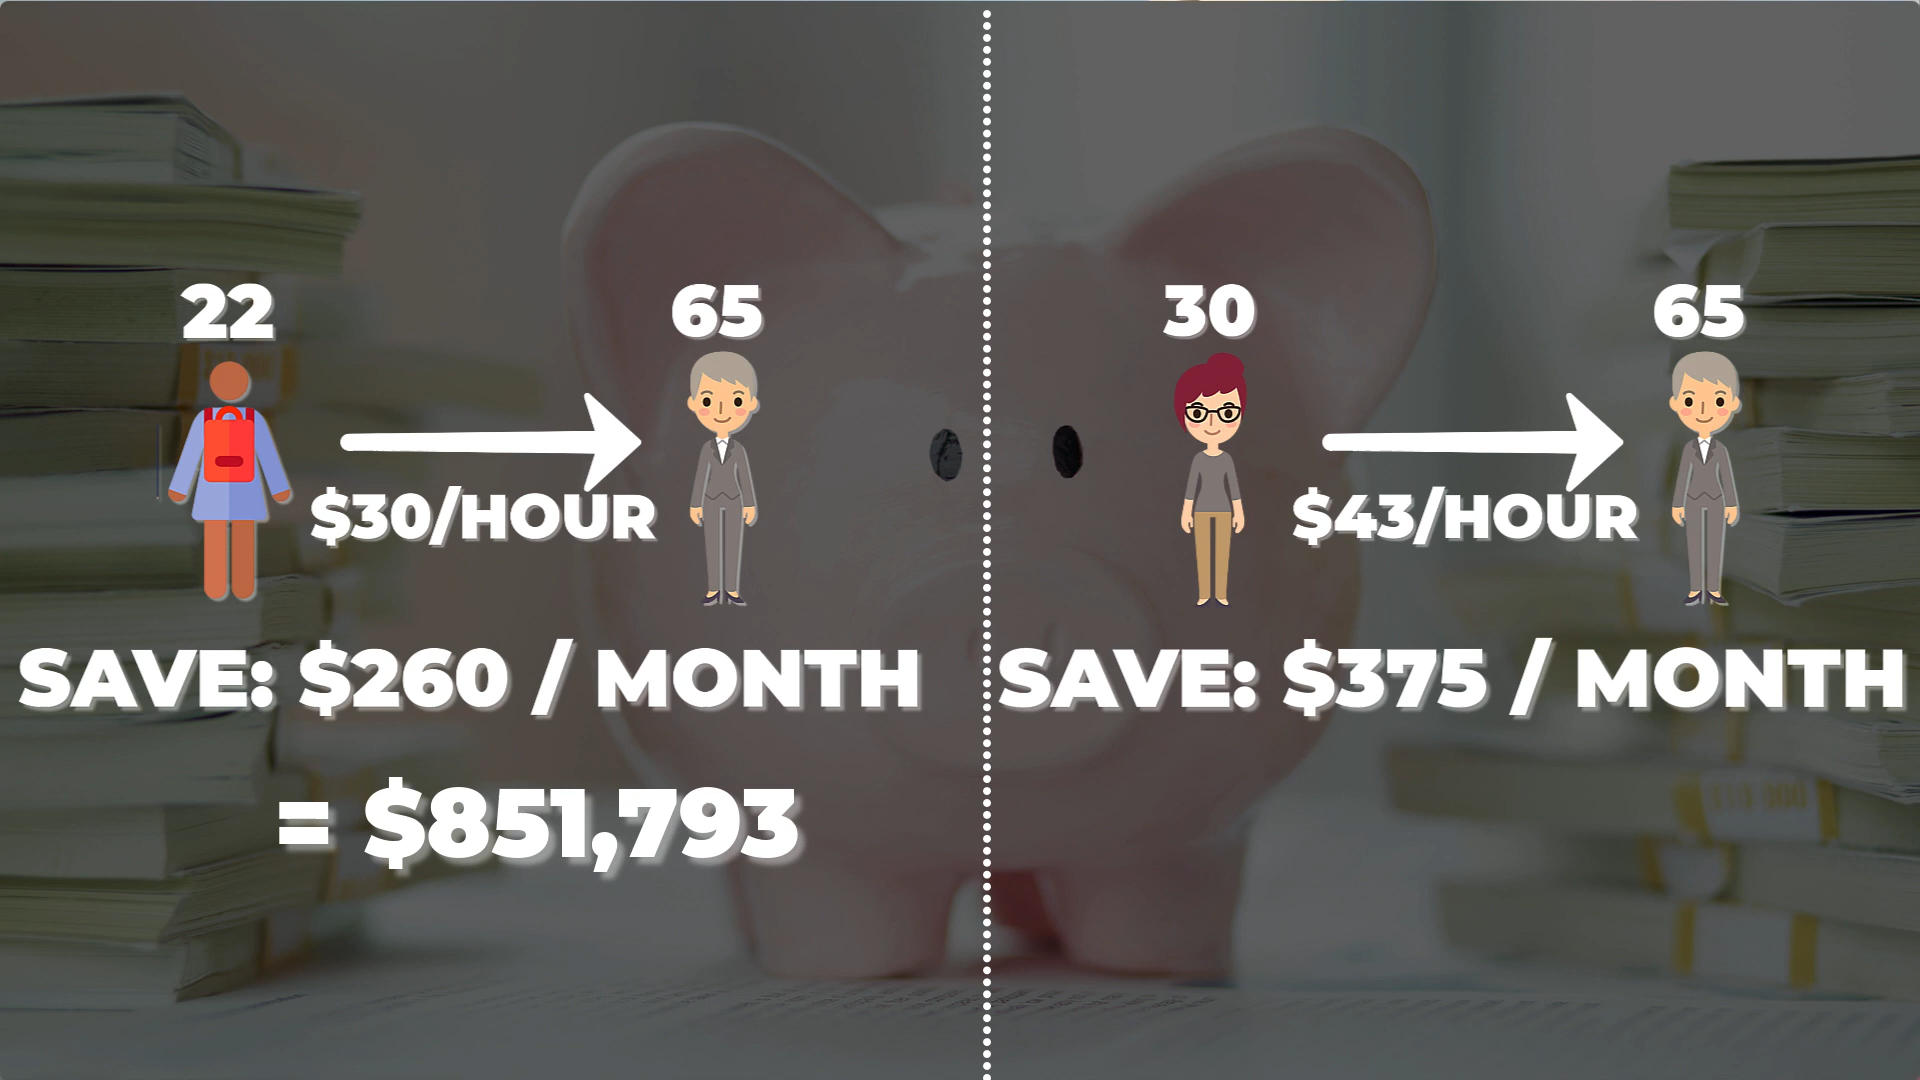 22
65
$30/HOUR
SAVE: $260 / MONTH
= $851,793
30
65
$43/HOUR
SAVE: $375 / MONTH